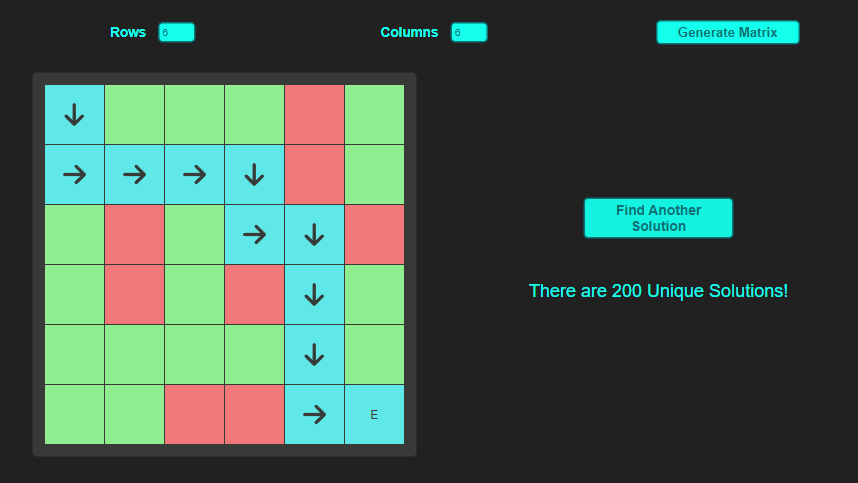 Rows 6 Columns 6 Generate Matrix
Find Another
Solution
There are 200 Unique Solutions!
E